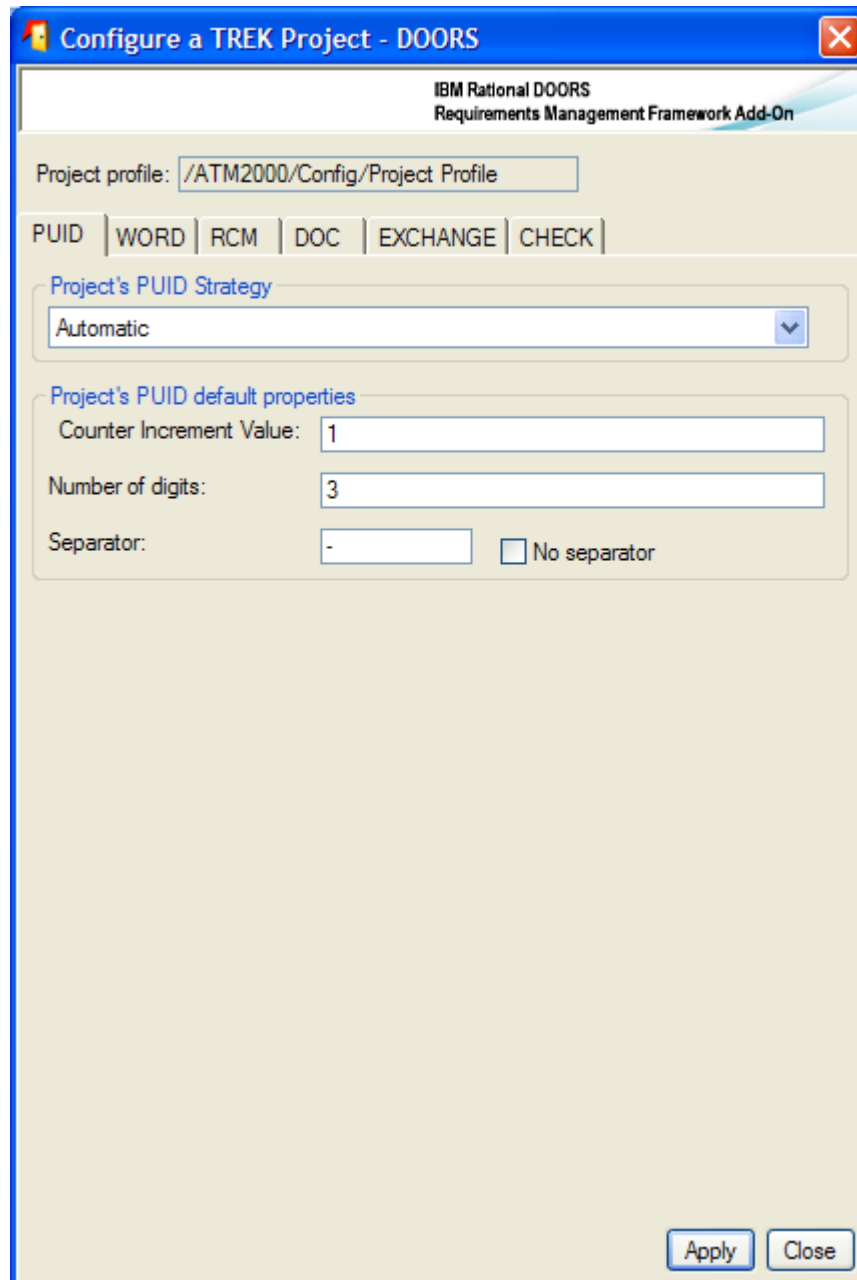 Configure a TREK Project - DOORS
IBM Rational DOORS
Requirements Management Framework Add-On
Project profile: /ATM2000/Config/Project Profile
PUID WORD RCM DOC EXCHANGE CHECK
Project's PUID Strategy
Automatic
Project's PUID default properties
Counter Increment Value: 1
Number of digits: 3
Separator: - No separator
Apply Close